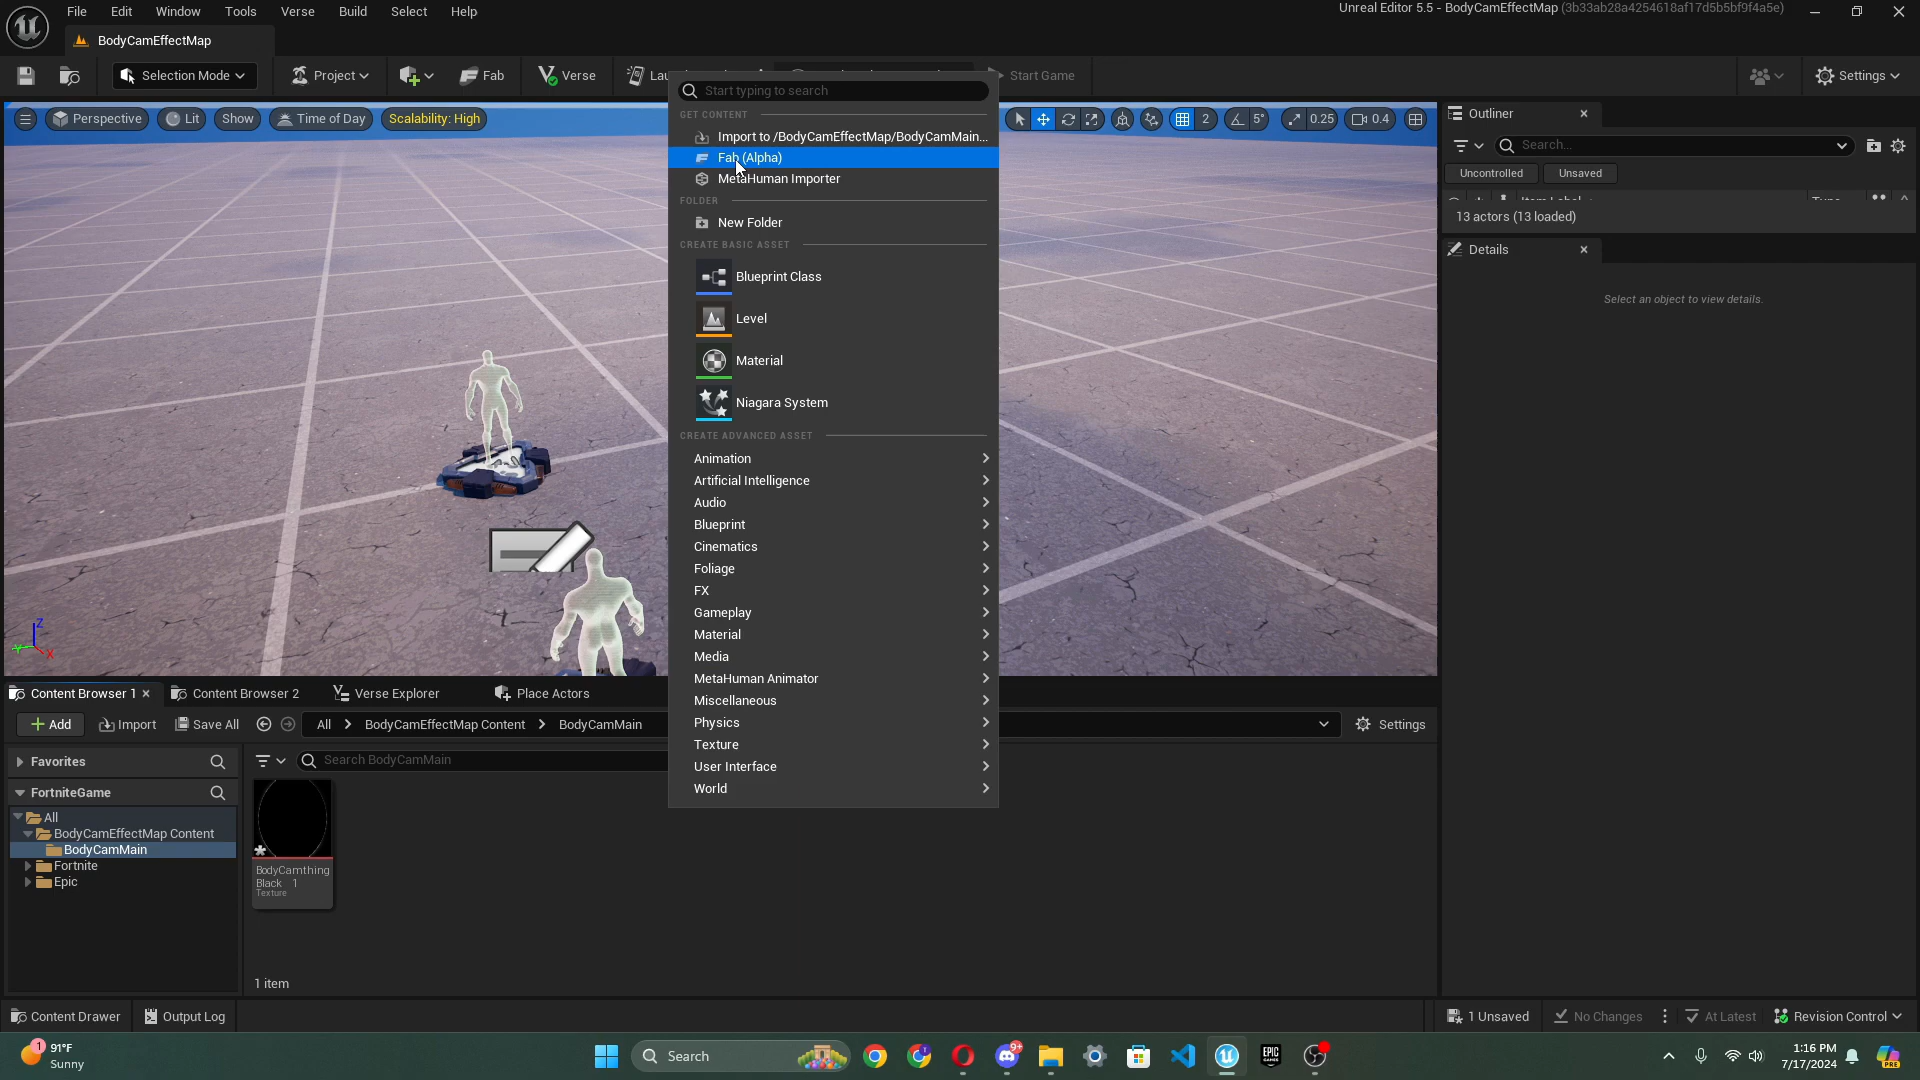 File Edit Window Tools Verse Build Select Help
Unreal Editor 5.5 - BodyCamEffectMap (3b33ab28a4254618af17d5b5bf9f4a5e)
BodyCamEffectMap
Selection Mode Project Fab Verse Start Game Settings
Perspective Lit Show Time of Day Scalability: High
2 5° 0.25 0.4
Start typing to search
GET CONTENT
Import to /BodyCamEffectMap/BodyCamMain...
Fab (Alpha)
MetaHuman Importer
FOLDER
New Folder
CREATE BASIC ASSET
Blueprint Class
Level
Material
Niagara System
CREATE ADVANCED ASSET
Animation
Artificial Intelligence
Audio
Blueprint
Cinematics
Foliage
FX
Gameplay
Material
Media
MetaHuman Animator
Miscellaneous
Physics
Texture
User Interface
World
Outliner
Search...
Uncontrolled Unsaved
13 actors (13 loaded)
Details
Select an object to view details.
Z
Y
X
Content Browser 1 Content Browser 2 Verse Explorer Place Actors
Add Import Save All All BodyCamEffectMap Content BodyCamMain Settings
Favorites
Search BodyCamMain
FortniteGame
All
BodyCamEffectMap Content
BodyCamMain
Fortnite
Epic
BodyCamthing
Black 1
Texture
1 item
Content Drawer Output Log 1 Unsaved No Changes At Latest Revision Control
1
91°F
Sunny
Search
9+
EPIC
GAMES
1:16 PM
7/17/2024
PRE